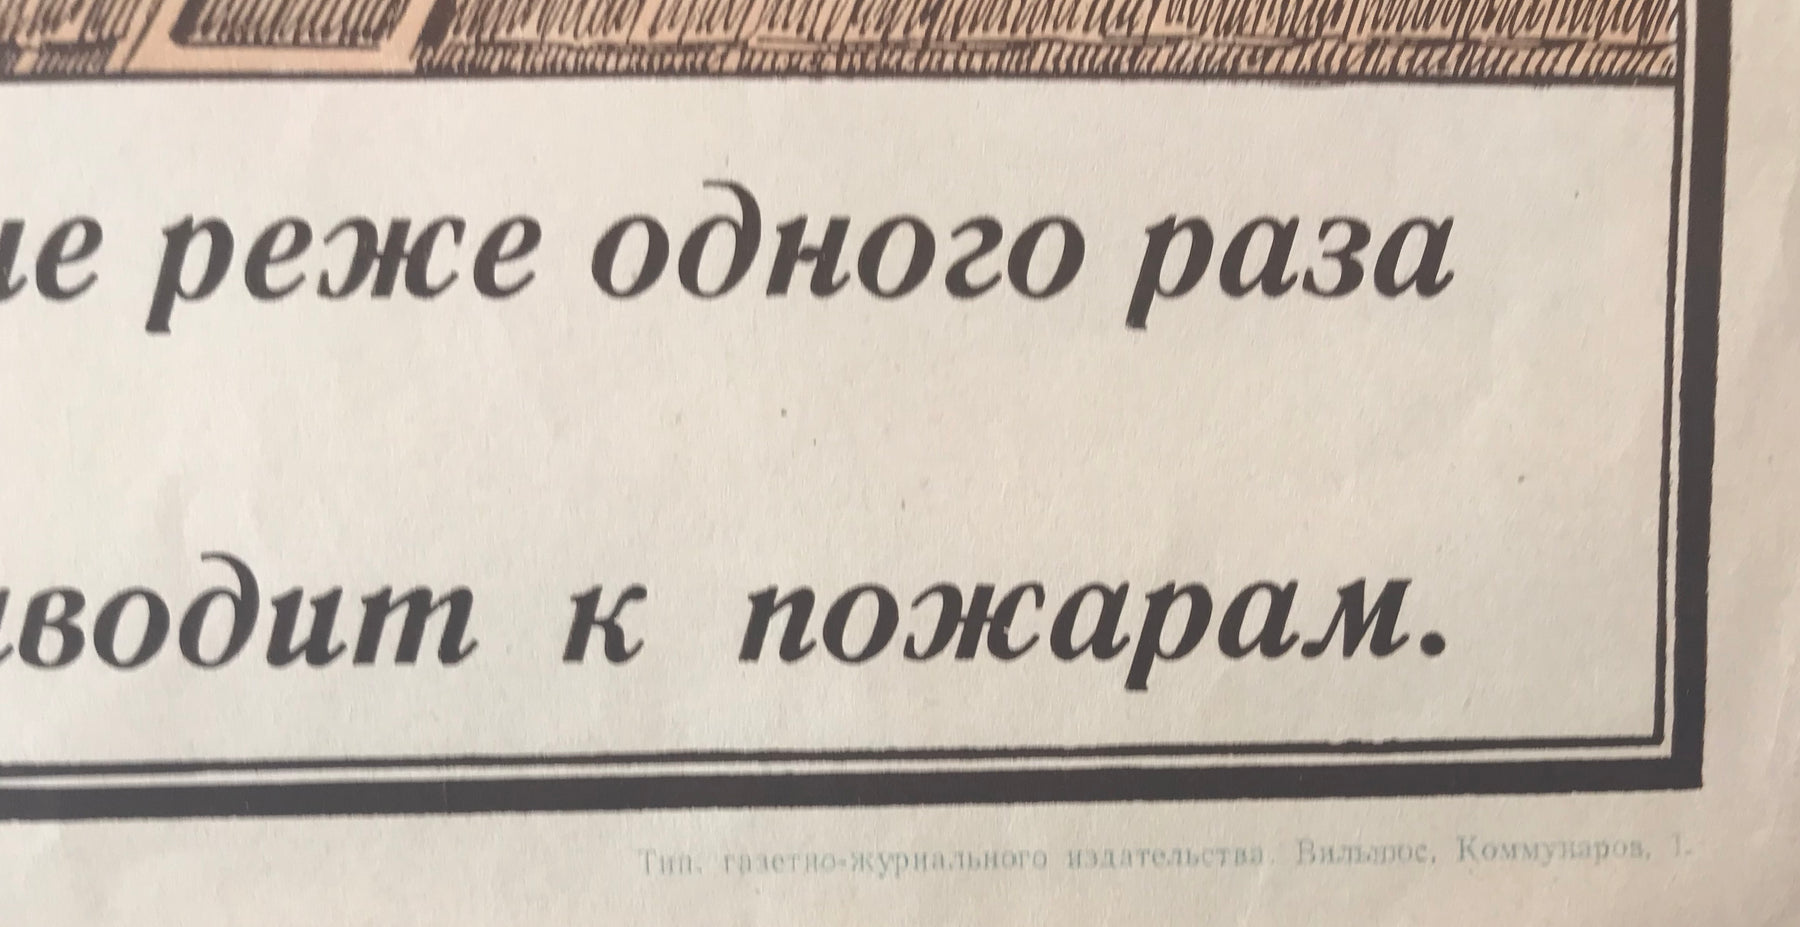 не реже одного раза
водит к пожарам.
Тип. газетно-журнального издательства. Вильнюс, Коммунаров, 1.